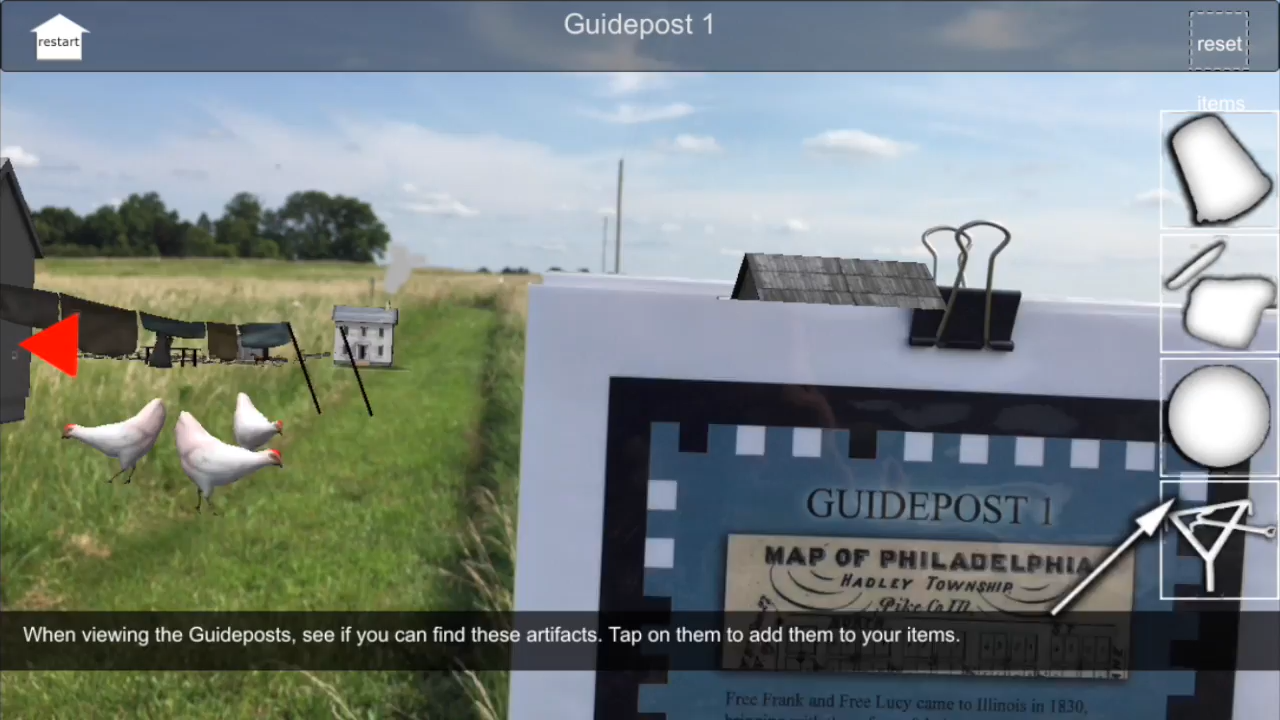 restart
Guidepost 1
reset
items
GUIDEPOST 1
MAP OF PHILADELPHIA
HADLEY TOWNSHIP
Pike Co Ill
When viewing the Guideposts, see if you can find these artifacts. Tap on them to add them to your items.
Free Frank and Free Lucy came to Illinois in 1830,